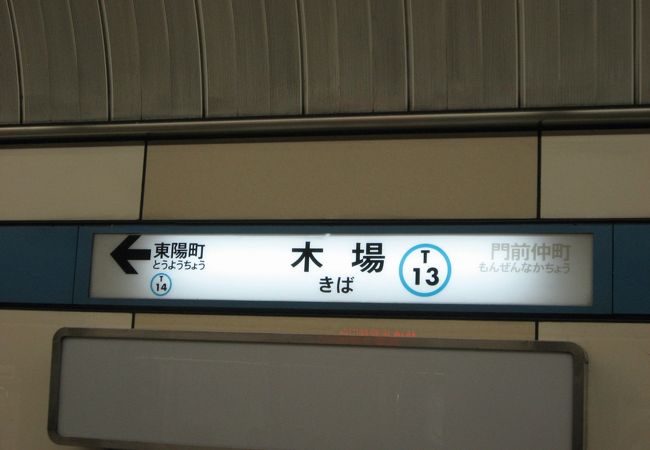 東陽町
とうようちょう
T
14
木場
きば
T
13
門前仲町
もんぜんなかちょう